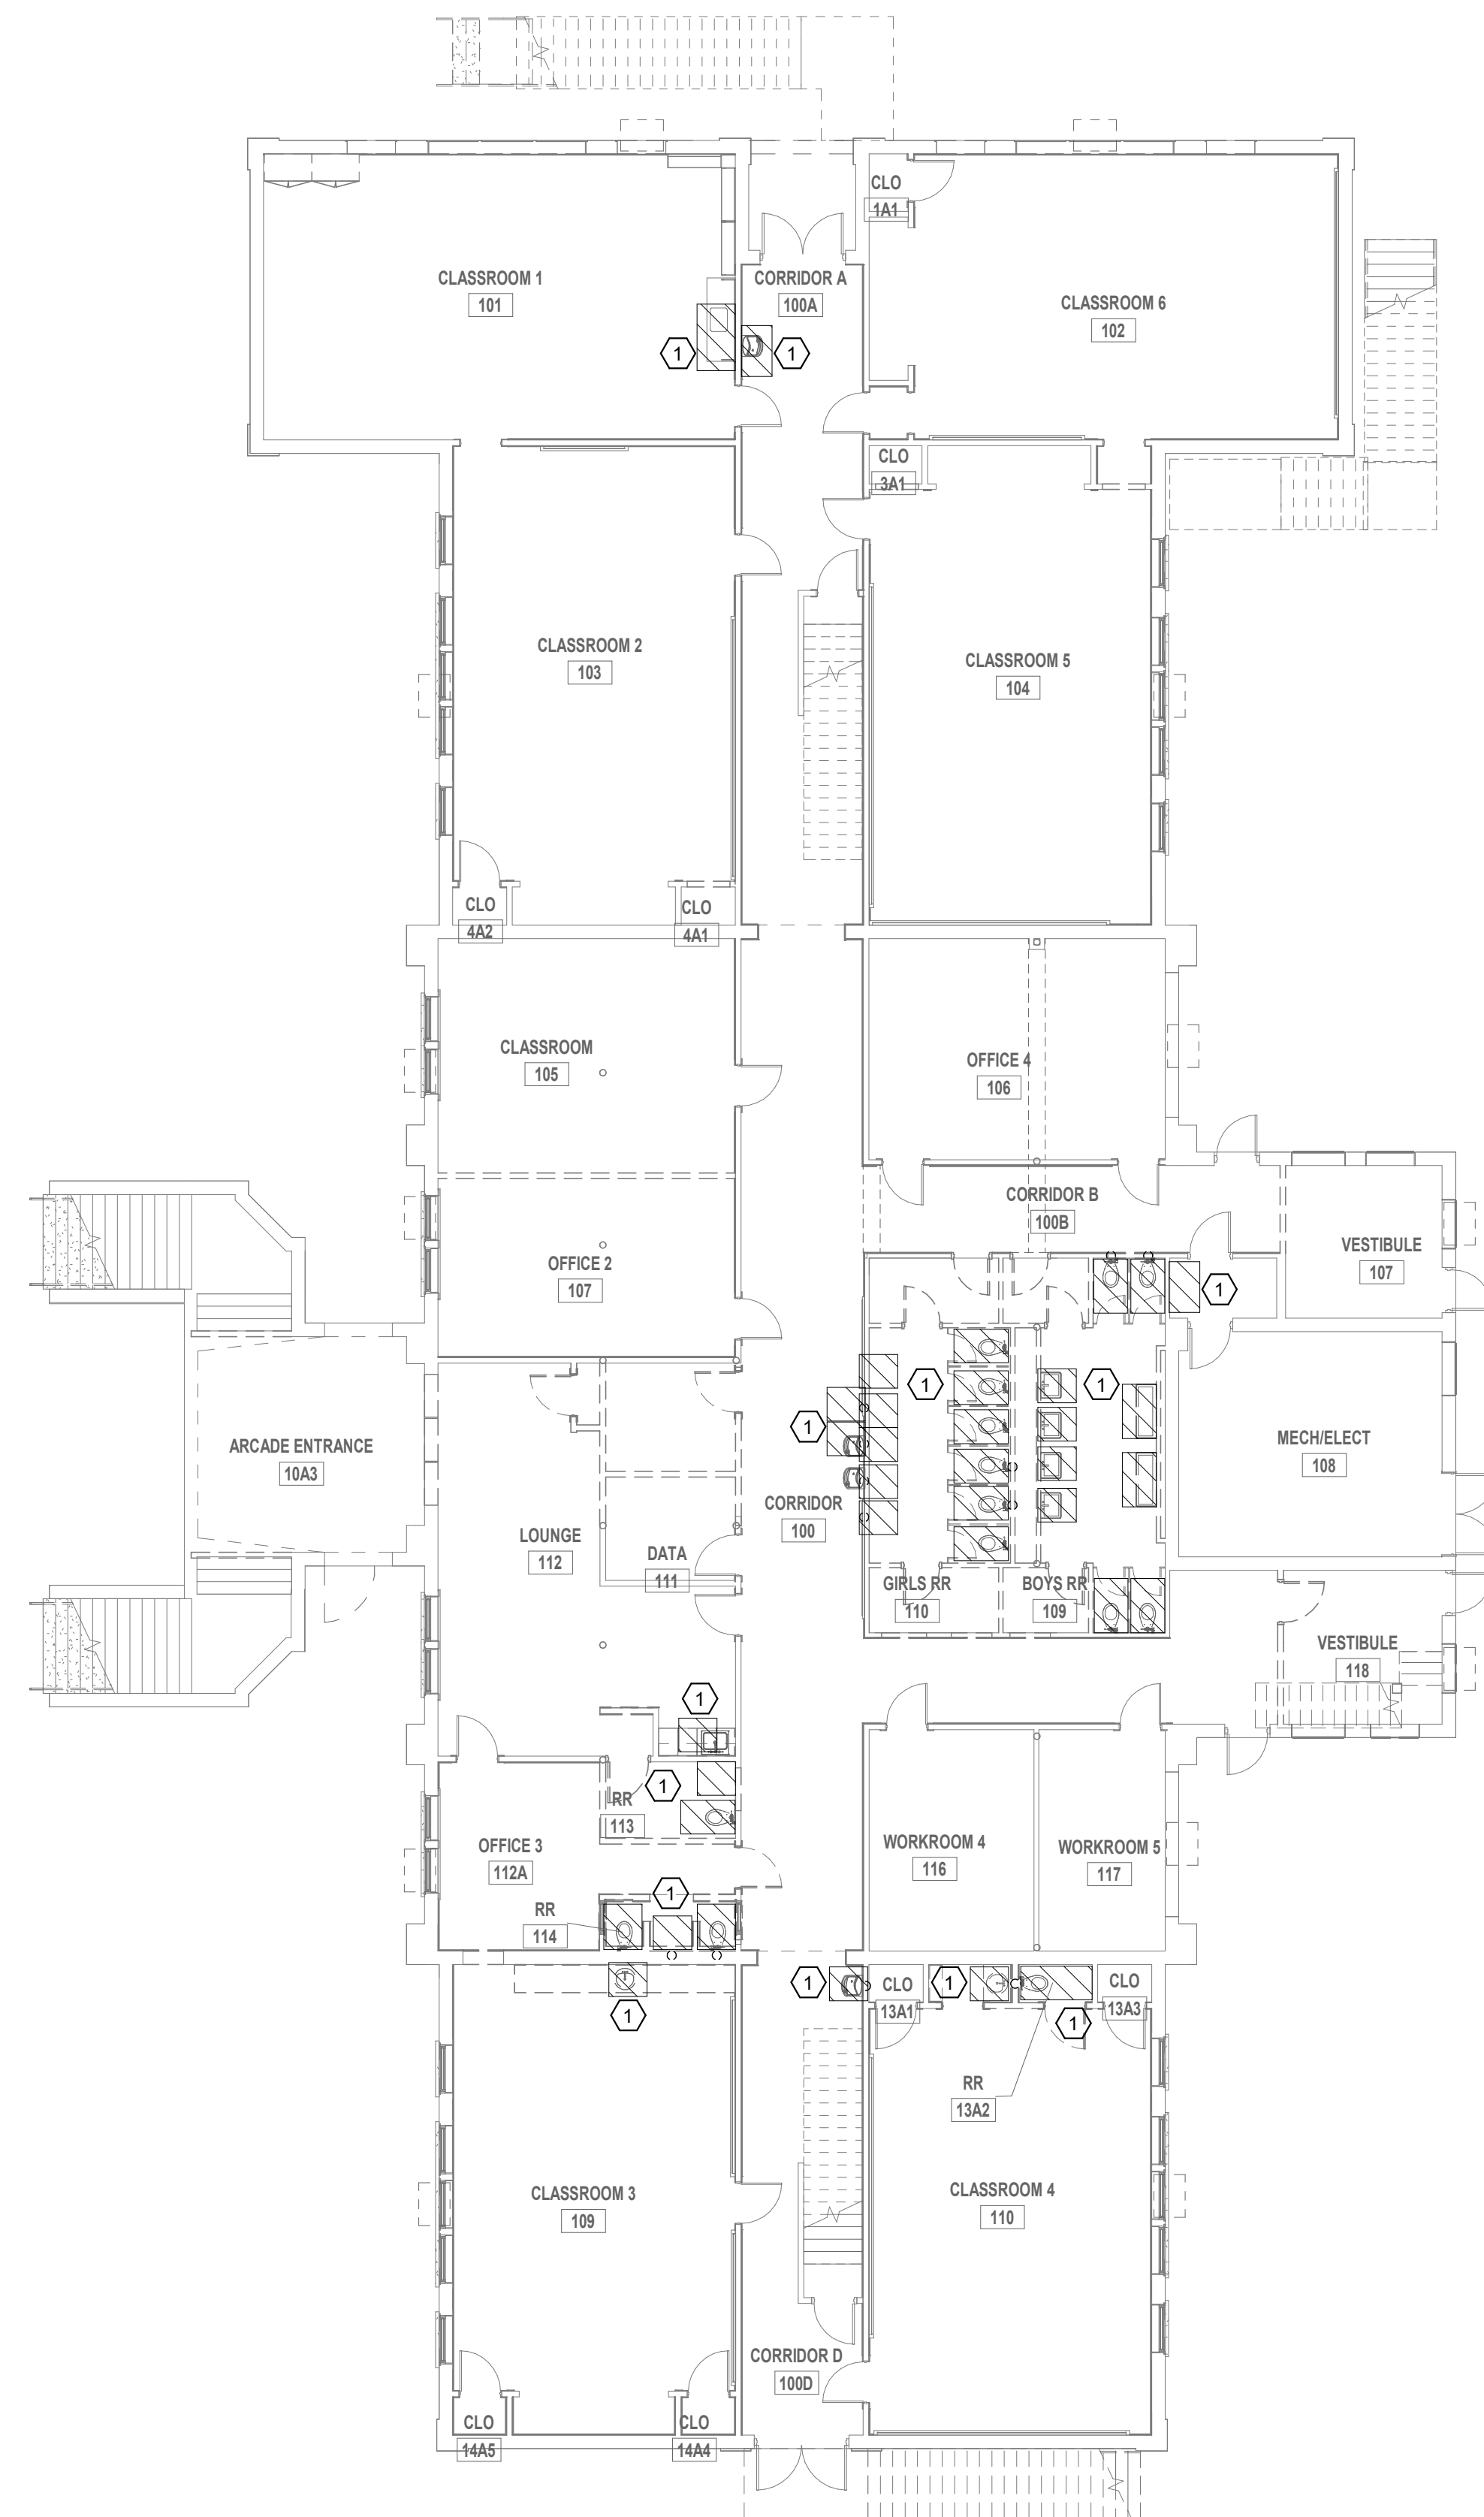 CLO
1A1
CLASSROOM 1
101
CORRIDOR A
100A
CLASSROOM 6
102
1
1
CLO
3A1
CLASSROOM 2
103
CLASSROOM 5
104
CLO
4A2
CLO
4A1
CLASSROOM
105
OFFICE 4
106
CORRIDOR B
100B
VESTIBULE
107
OFFICE 2
107
1
1
1
1
ARCADE ENTRANCE
10A3
MECH/ELECT
108
CORRIDOR
100
LOUNGE
112
DATA
111
GIRLS RR
110
BOYS RR
109
VESTIBULE
118
1
1
RR
113
OFFICE 3
112A
WORKROOM 4
116
WORKROOM 5
117
1
RR
114
1
1
CLO
13A1
CLO
13A3
1
1
RR
13A2
CLASSROOM 3
109
CLASSROOM 4
110
CORRIDOR D
100D
CLO
14A5
CLO
14A4